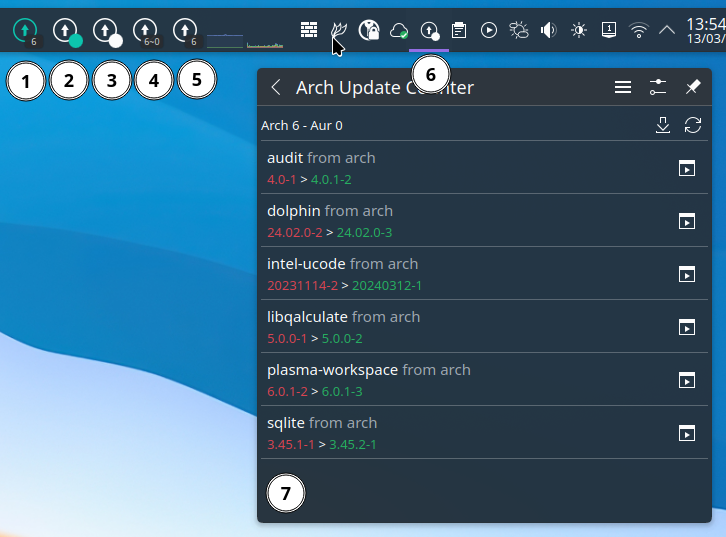 6
6-0
6
1
13:54
13/03/
1
2
3
4
5
6
Arch Update Counter
Arch 6 - Aur 0
audit from arch
4.0-1 > 4.0.1-2
dolphin from arch
24.02.0-2 > 24.02.0-3
intel-ucode from arch
20231114-2 > 20240312-1
libqalculate from arch
5.0.0-1 > 5.0.0-2
plasma-workspace from arch
6.0.1-2 > 6.0.1-3
sqlite from arch
3.45.1-1 > 3.45.2-1
7